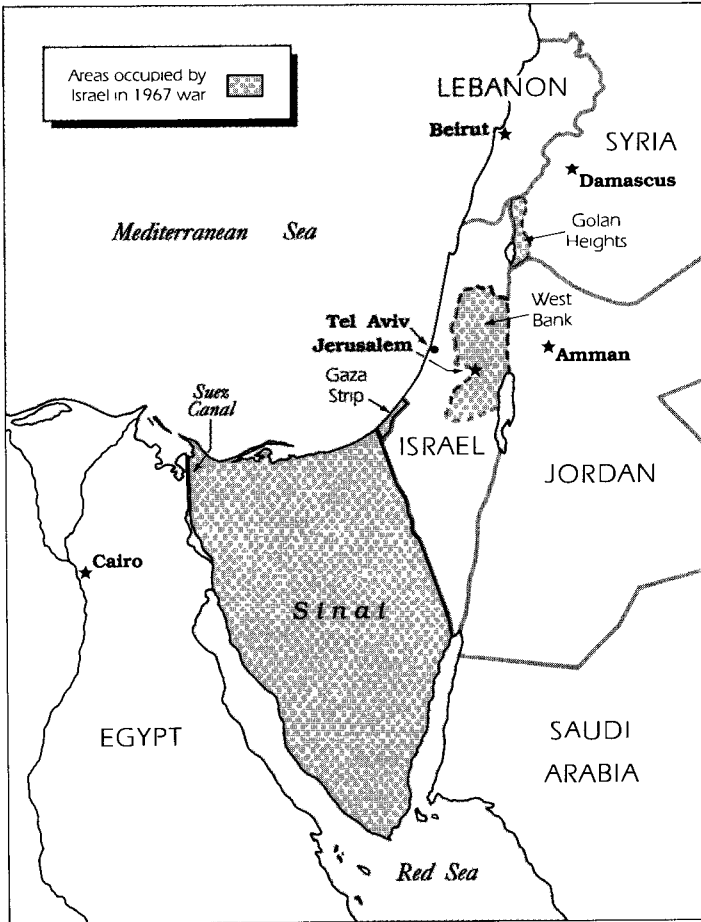 Areas occupied by
Israel in 1967 war
LEBANON
Beirut
SYRIA
Damascus
Golan
Heights
Mediterranean Sea
West
Bank
Tel Aviv
Jerusalem
Amman
Gaza
Strip
Suez
Canal
ISRAEL
JORDAN
Cairo
Sinai
EGYPT
SAUDI
ARABIA
Red Sea